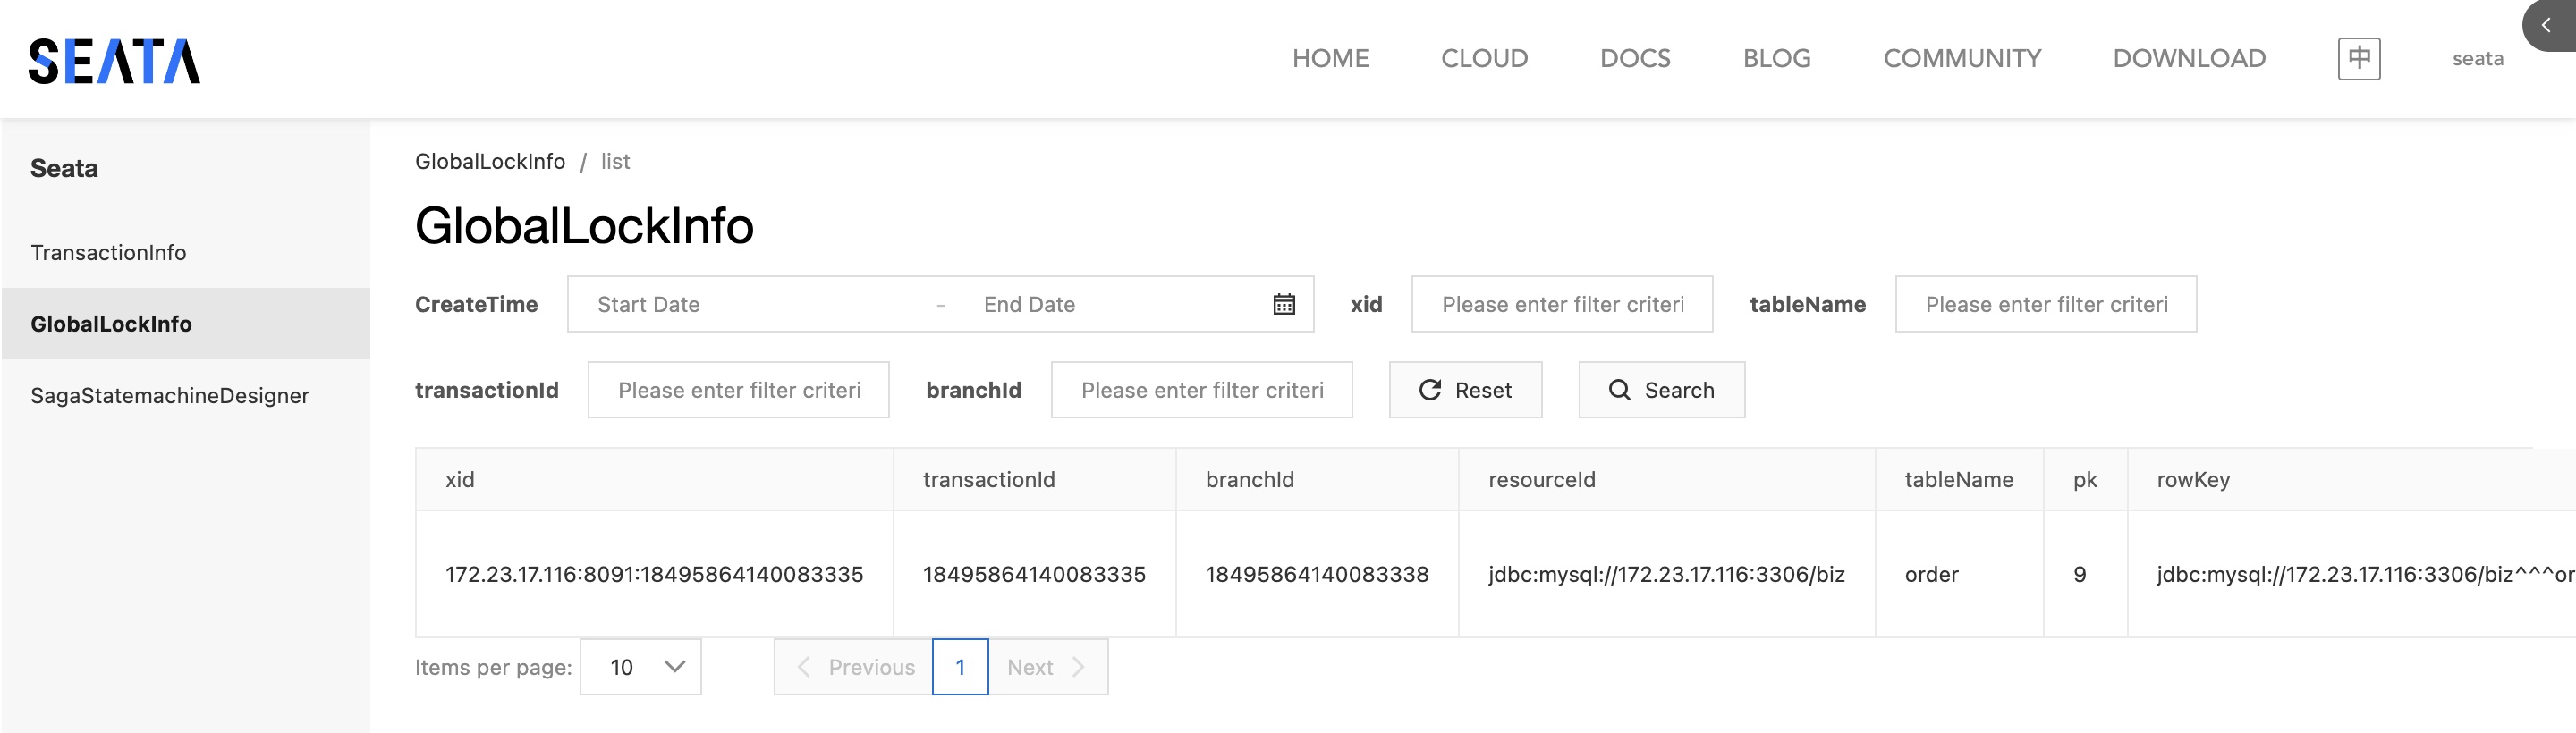 SEATA
HOME CLOUD DOCS BLOG COMMUNITY DOWNLOAD 中 seata
Seata
TransactionInfo
GlobalLockInfo
SagaStatemachineDesigner
GlobalLockInfo / list
GlobalLockInfo
CreateTime Start Date - End Date xid Please enter filter criteri tableName Please enter filter criteri
transactionId Please enter filter criteri branchId Please enter filter criteri Reset Search
xid transactionId branchId resourceId tableName pk rowKey
172.23.17.116:8091:18495864140083335 18495864140083335 18495864140083338 jdbc:mysql://172.23.17.116:3306/biz order 9 jdbc:mysql://172.23.17.116:3306/biz^^^or
Items per page: 10 Previous 1 Next